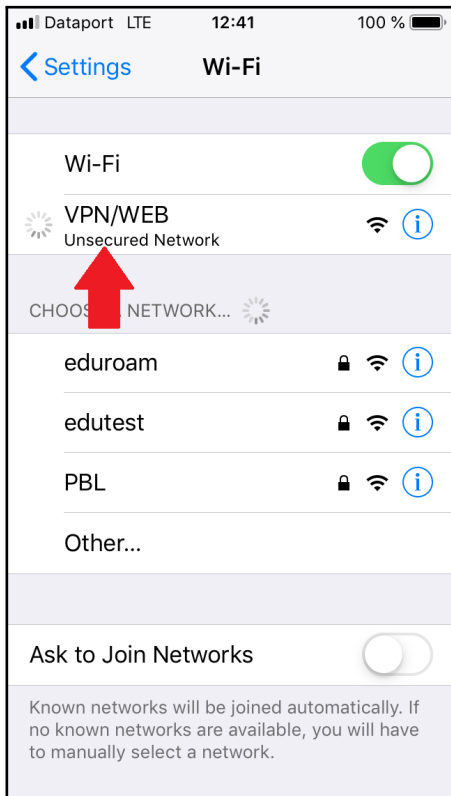 Dataport LTE 12:41 100 %
Settings Wi-Fi
Wi-Fi
VPN/WEB
Unsecured Network
CHOOS NETWORK...
eduroam
edutest
PBL
Other...
Ask to Join Networks
Known networks will be joined automatically. If
no known networks are available, you will have
to manually select a network.